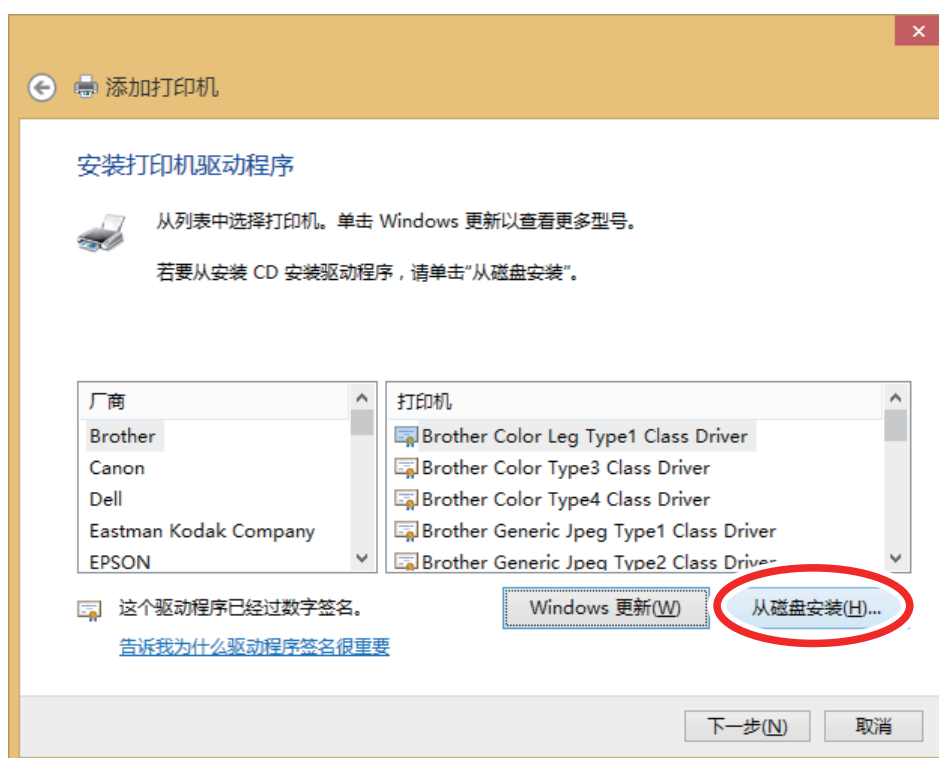 添加打印机
安装打印机驱动程序
从列表中选择打印机。单击 Windows 更新以查看更多型号。
若要从安装 CD 安装驱动程序，请单击"从磁盘安装"。
厂商
Brother
Canon
Dell
Eastman Kodak Company
EPSON
打印机
Brother Color Leg Type1 Class Driver
Brother Color Type3 Class Driver
Brother Color Type4 Class Driver
Brother Generic Jpeg Type1 Class Driver
Brother Generic Jpeg Type2 Class Driver
这个驱动程序已经过数字签名。
告诉我为什么驱动程序签名很重要
Windows 更新(W)
从磁盘安装(H)...
下一步(N)
取消